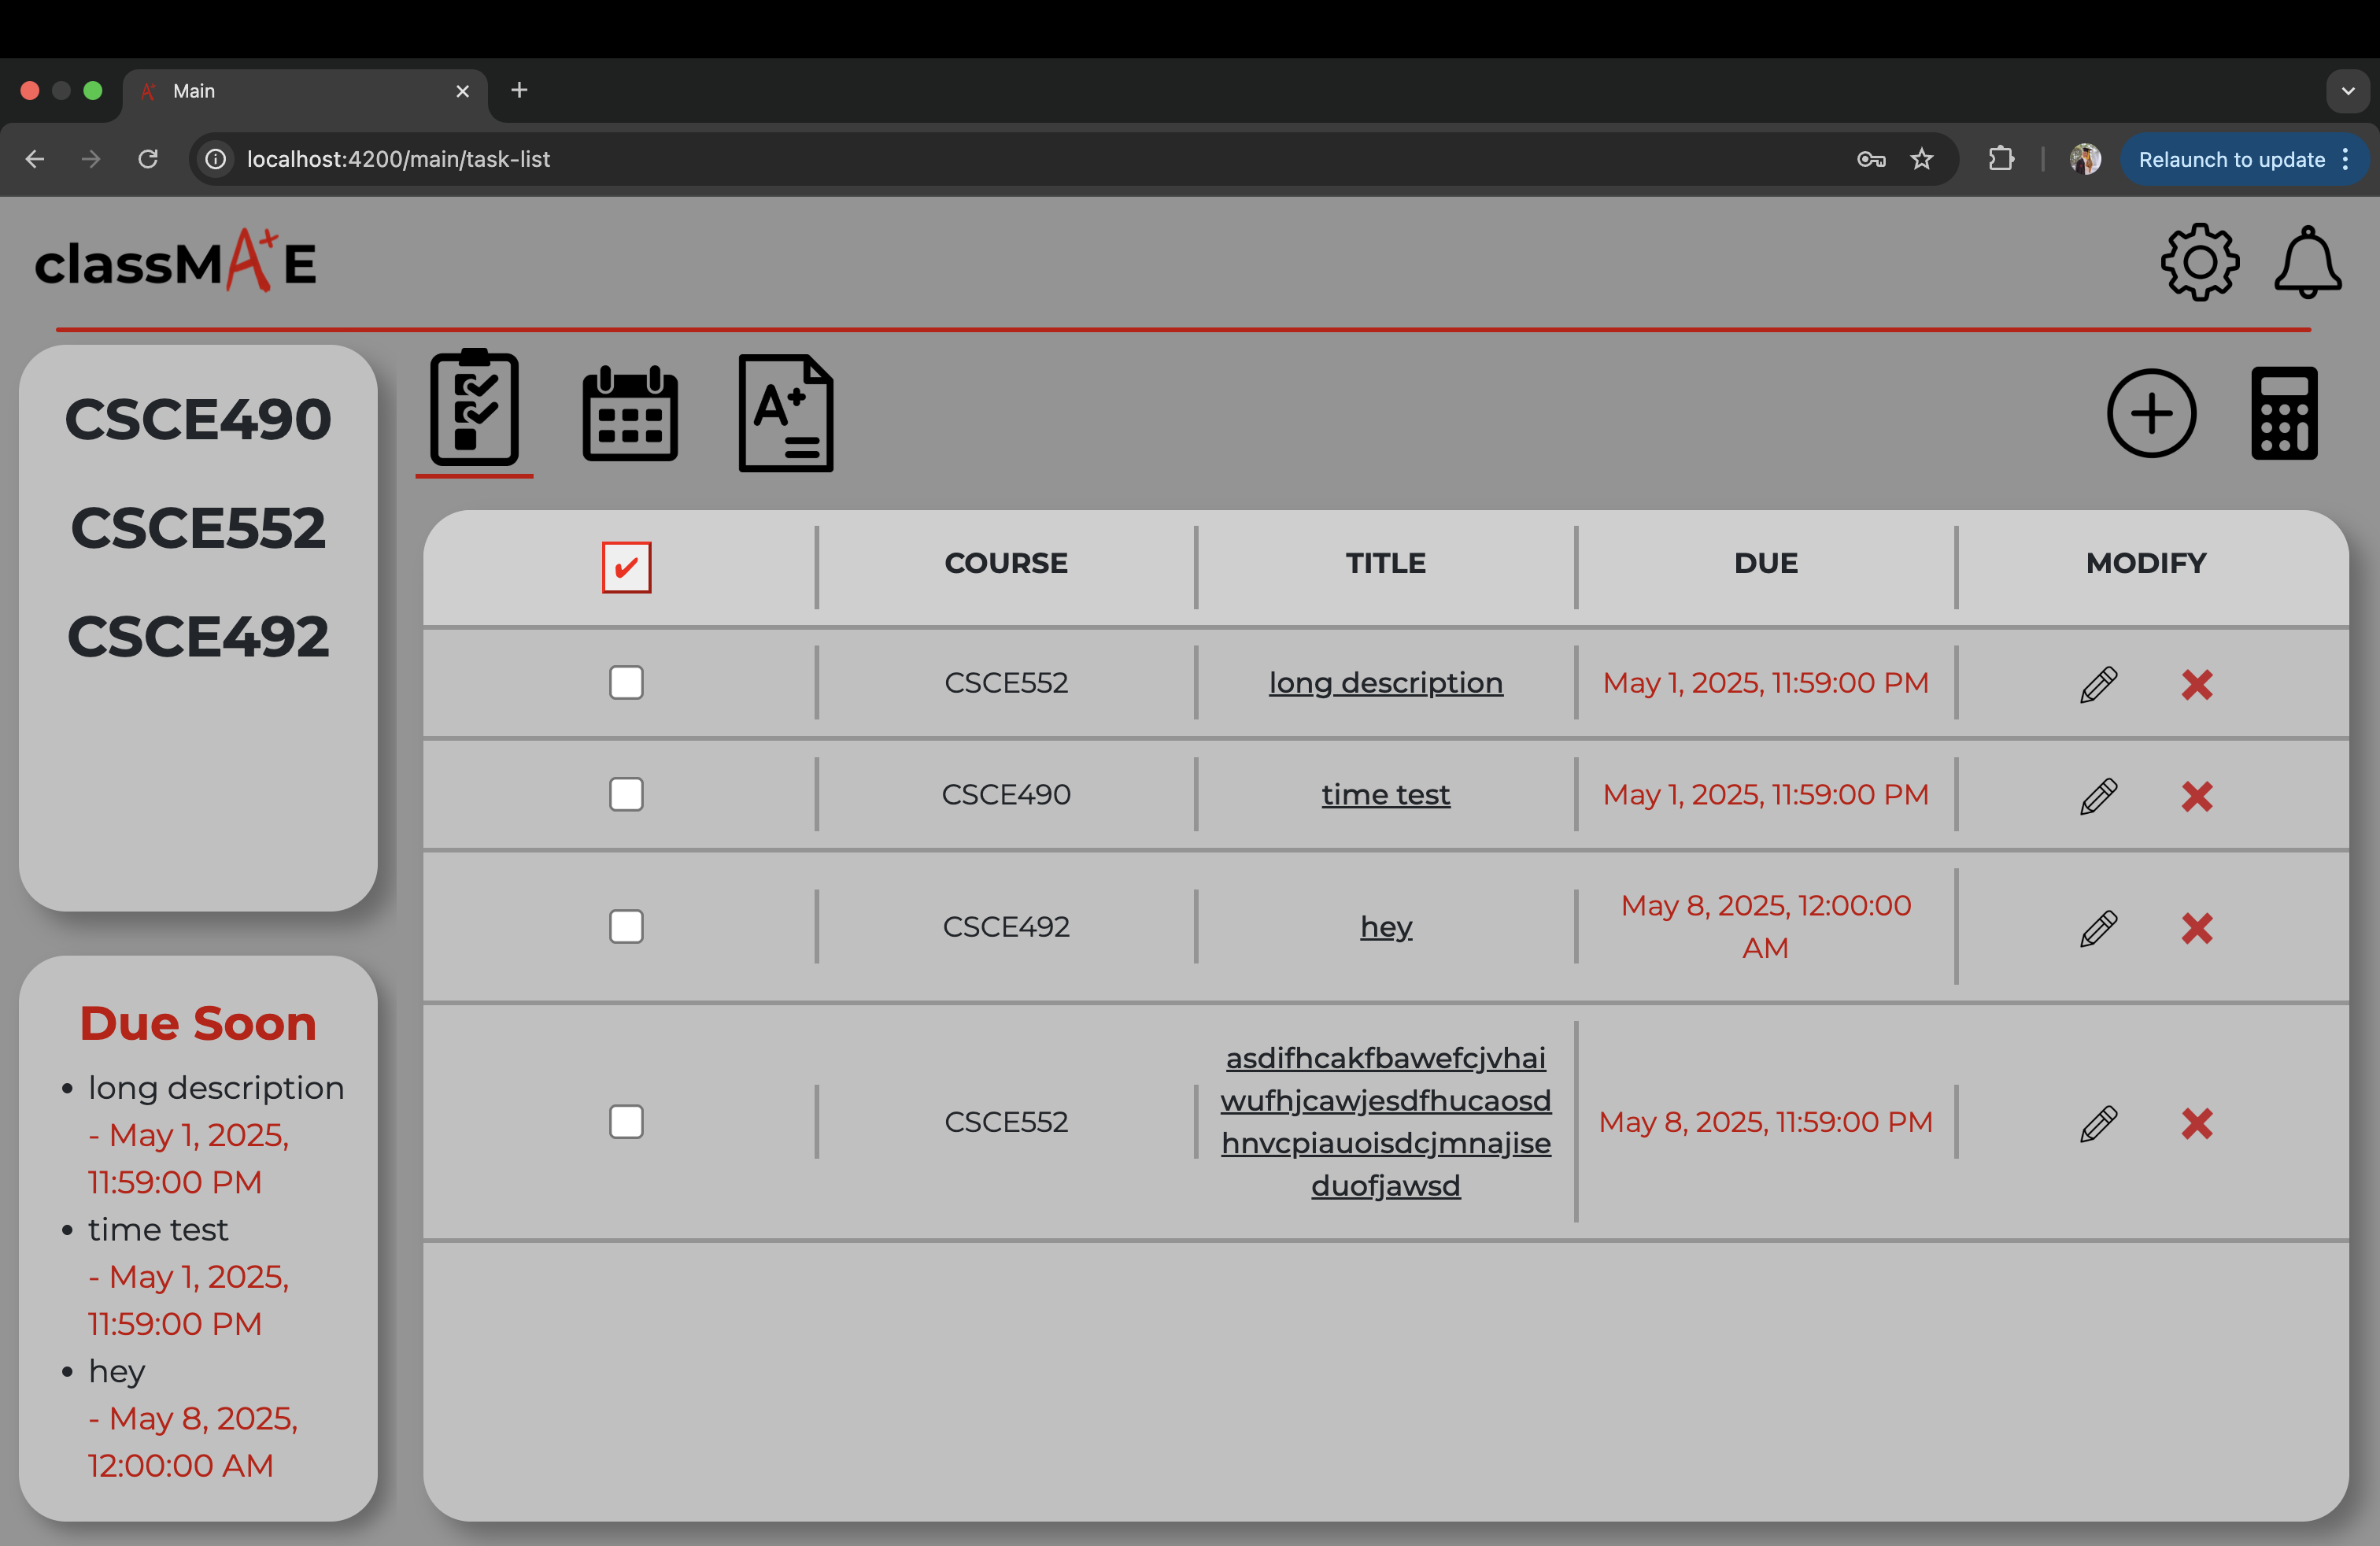 Main
localhost:4200/main/task-list
Relaunch to update
classMA+E
CSCE490
CSCE552
CSCE492
A+
✔ COURSE TITLE DUE MODIFY
CSCE552 long description May 1, 2025, 11:59:00 PM
CSCE490 time test May 1, 2025, 11:59:00 PM
CSCE492 hey May 8, 2025, 12:00:00
AM
asdifhcakfbawefcjvhai
wufhjcawjesdfhucaosd
CSCE552 May 8, 2025, 11:59:00 PM
hnvcpiauoisdcjmnajise
duofjawsd
Due Soon
• long description
- May 1, 2025,
11:59:00 PM
• time test
- May 1, 2025,
11:59:00 PM
• hey
- May 8, 2025,
12:00:00 AM